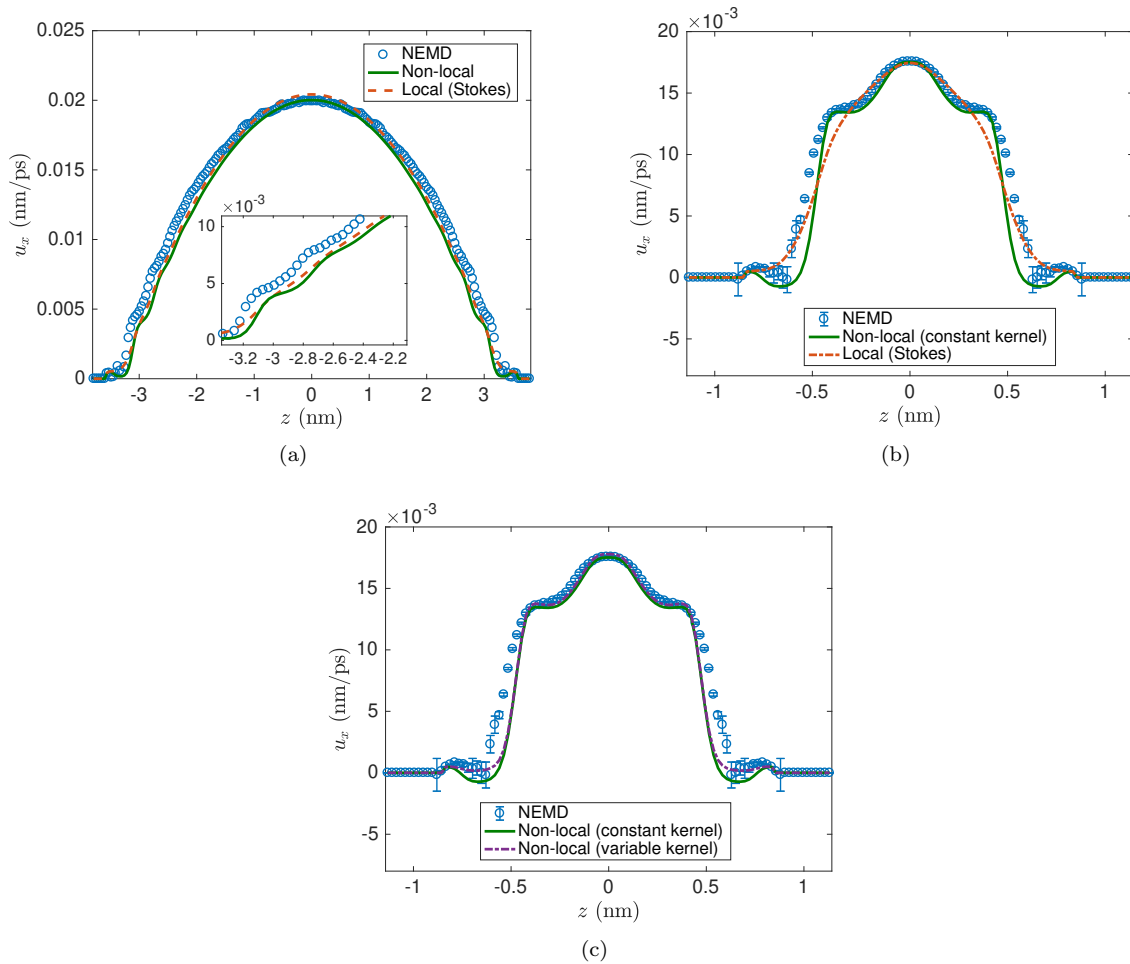 0.025
0.02
0.015
0.01
0.005
0
u_x (nm/ps)
NEMD
Non-local
Local (Stokes)
×10^-3
10
5
0
-3.2 -3 -2.8 -2.6 -2.4 -2.2
-3 -2 -1 0 1 2 3
z (nm)
(a)
×10^-3
20
15
10
5
0
-5
u_x (nm/ps)
NEMD
Non-local (constant kernel)
Local (Stokes)
-1 -0.5 0 0.5 1
z (nm)
(b)
×10^-3
20
15
10
5
0
-5
u_x (nm/ps)
NEMD
Non-local (constant kernel)
Non-local (variable kernel)
-1 -0.5 0 0.5 1
z (nm)
(c)